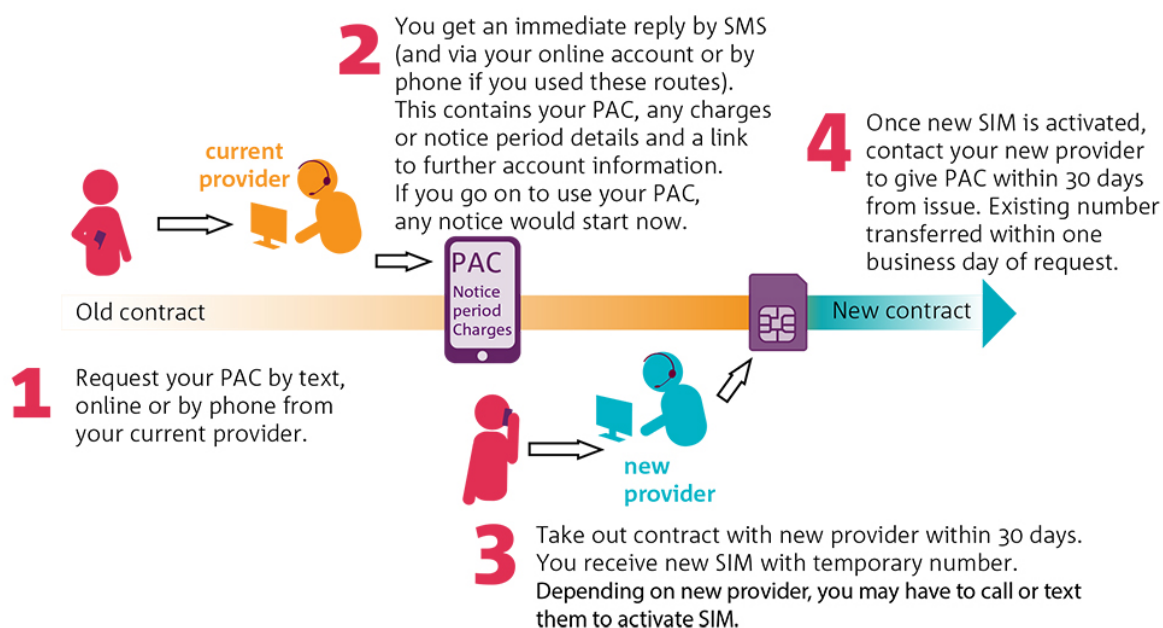 1
Request your PAC by text,
online or by phone from
your current provider.
current
provider
2
You get an immediate reply by SMS
(and via your online account or by
phone if you used these routes).
This contains your PAC, any charges
or notice period details and a link
to further account information.
If you go on to use your PAC,
any notice would start now.
PAC
Notice
period
Charges
Old contract
New contract
3
Take out contract with new provider within 30 days.
You receive new SIM with temporary number.
Depending on new provider, you may have to call or text
them to activate SIM.
new
provider
4
Once new SIM is activated,
contact your new provider
to give PAC within 30 days
from issue. Existing number
transferred within one
business day of request.